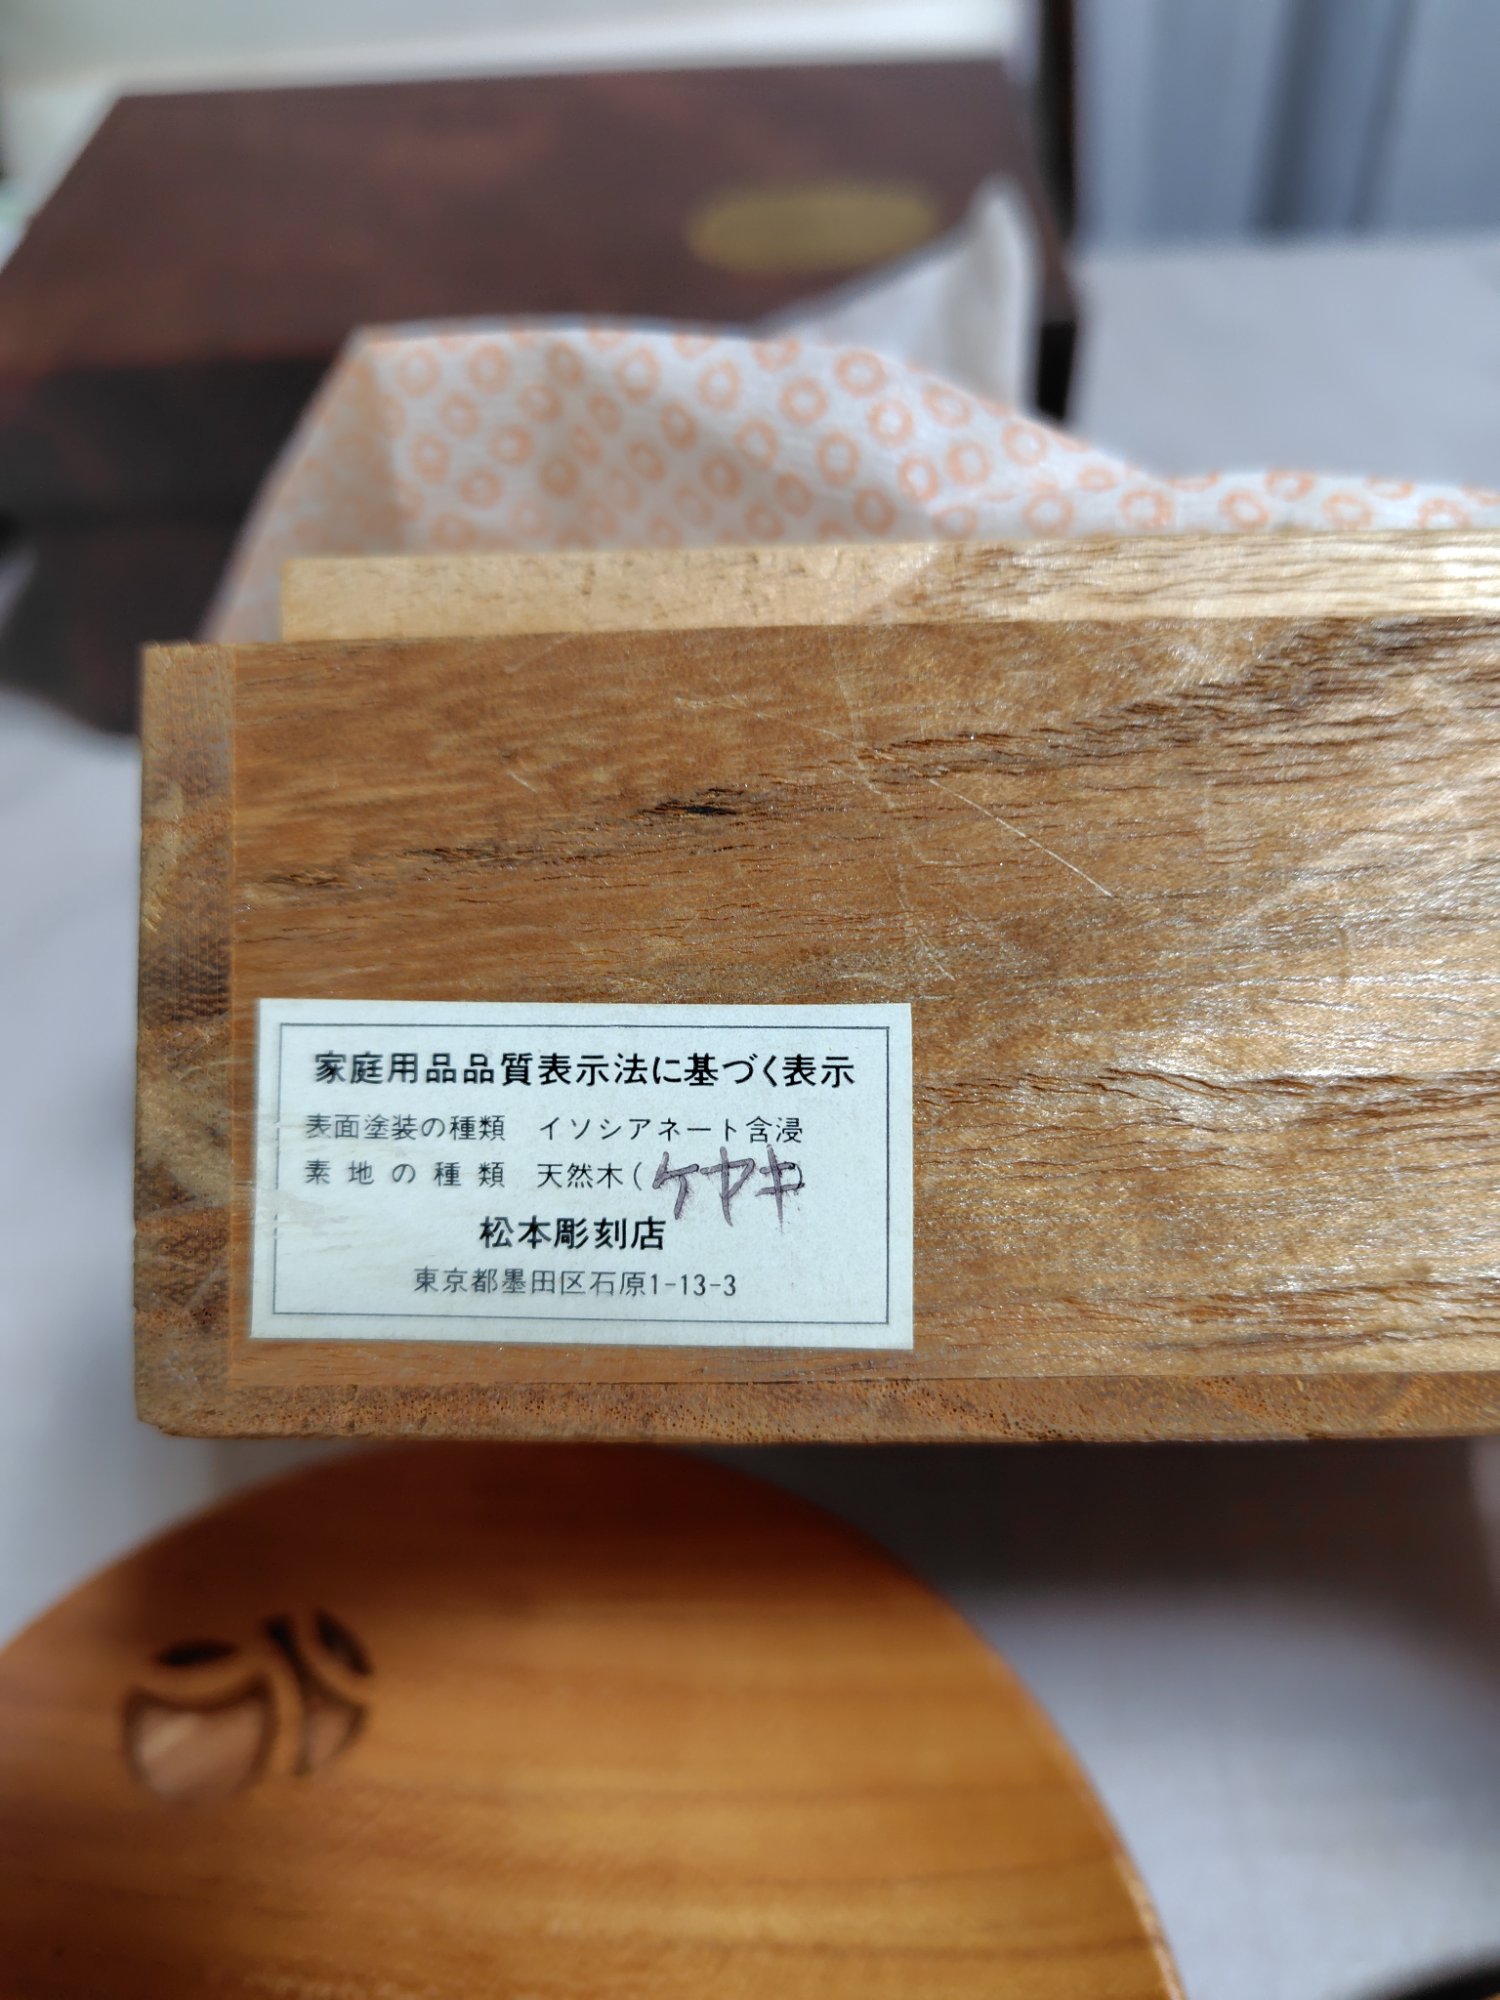 家庭用品品質表示法に基づく表示
表面塗装の種類　イソシアネート含浸
素地の種類　天然木(ケヤキ)
松本彫刻店
東京都墨田区石原1-13-3